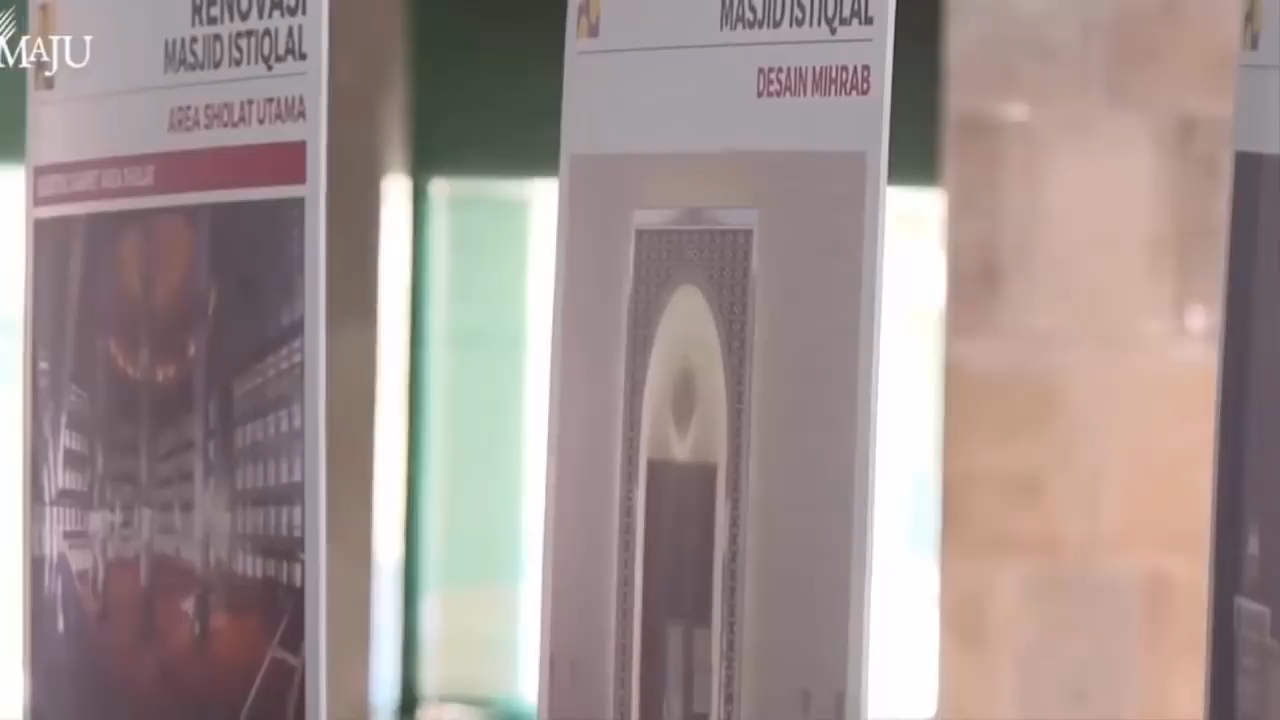 MAJU
RENOVASI
MASJID ISTIQLAL
AREA SHOLAT UTAMA
MASJID ISTIQLAL
DESAIN MIHRAB